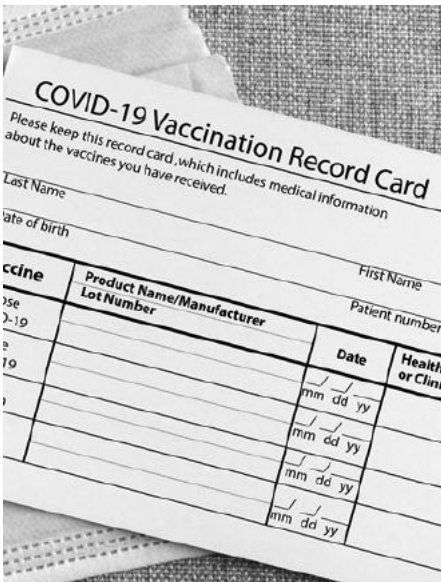 COVID-19 Vaccination Record Card
Please keep this record card, which includes medical information
about the vaccines you have received.
Last Name
First Name
ate of birth
Patient number
ccine
Product Name/Manufacturer
Lot Number
Date
Health
or Clini
ose
D-19
mm dd yy
e
19
mm dd yy
mm dd yy
mm dd yy